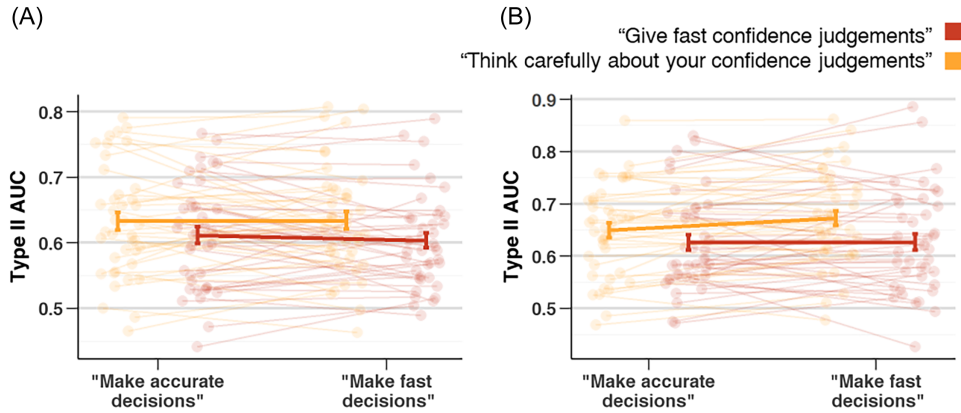 (A)
(B)
“Give fast confidence judgements”
“Think carefully about your confidence judgements”
Type II AUC
0.8
0.7
0.6
0.5
"Make accurate
decisions"
"Make fast
decisions"
Type II AUC
0.9
0.8
0.7
0.6
0.5
"Make accurate
decisions"
"Make fast
decisions"